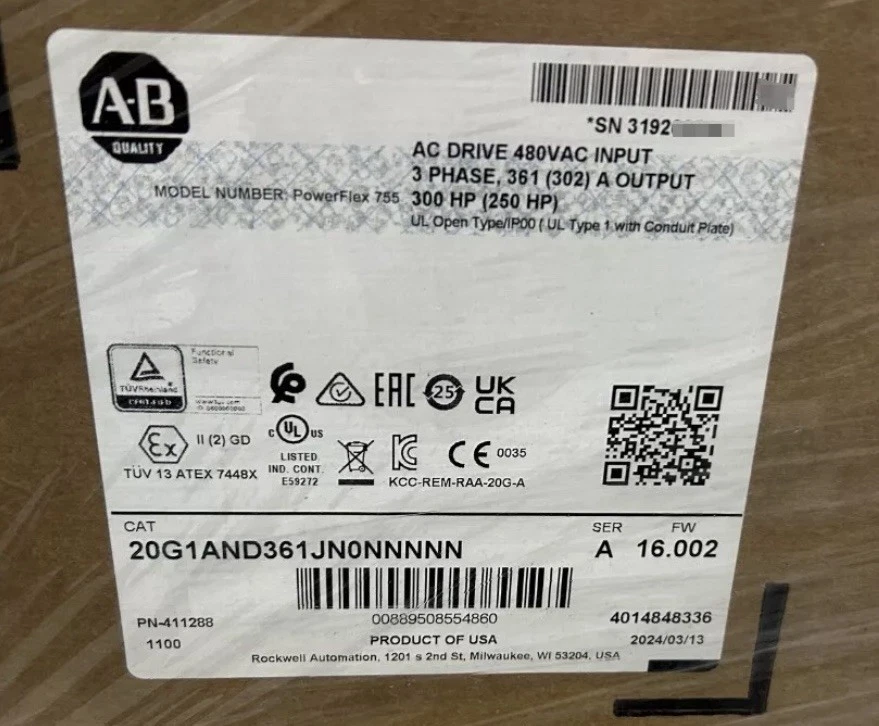 A-B
QUALITY
*SN 3192
AC DRIVE 480VAC INPUT
3 PHASE, 361 (302) A OUTPUT
MODEL NUMBER: PowerFlex 755
300 HP (250 HP)
UL Open Type/IP00 ( UL Type 1 with Conduit Plate)
Functional
Safety
TÜVRheinland
EAC
25
UK
CA
Ex
II (2) GD
TÜV 13 ATEX 7448X
c UL US
LISTED
IND. CONT.
E59272
CE 0035
KCC-REM-RAA-20G-A
CAT
SER
FW
20G1AND361JN0NNNNN
A
16.002
PN-411288
00889508554860
4014848336
1100
PRODUCT OF USA
2024/03/13
Rockwell Automation, 1201 s 2nd St, Milwaukee, WI 53204, USA